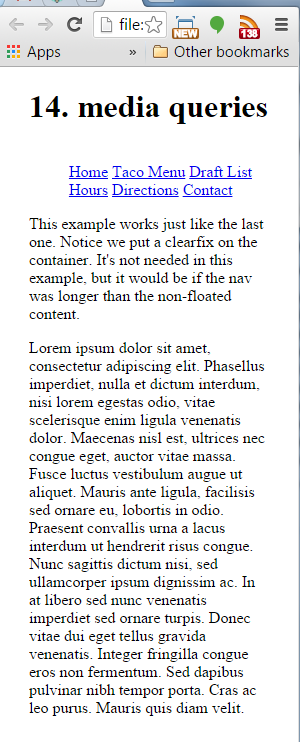 file:
NEW
138
Apps
»
Other bookmarks
14. media queries
Home Taco Menu Draft List
Hours Directions Contact
This example works just like the last
one. Notice we put a clearfix on the
container. It's not needed in this
example, but it would be if the nav
was longer than the non-floated
content.
Lorem ipsum dolor sit amet,
consectetur adipiscing elit. Phasellus
imperdiet, nulla et dictum interdum,
nisi lorem egestas odio, vitae
scelerisque enim ligula venenatis
dolor. Maecenas nisl est, ultrices nec
congue eget, auctor vitae massa.
Fusce luctus vestibulum augue ut
aliquet. Mauris ante ligula, facilisis
sed ornare eu, lobortis in odio.
Praesent convallis urna a lacus
interdum ut hendrerit risus congue.
Nunc sagittis dictum nisi, sed
ullamcorper ipsum dignissim ac. In
at libero sed nunc venenatis
imperdiet sed ornare turpis. Donec
vitae dui eget tellus gravida
venenatis. Integer fringilla congue
eros non fermentum. Sed dapibus
pulvinar nibh tempor porta. Cras ac
leo purus. Mauris quis diam velit.